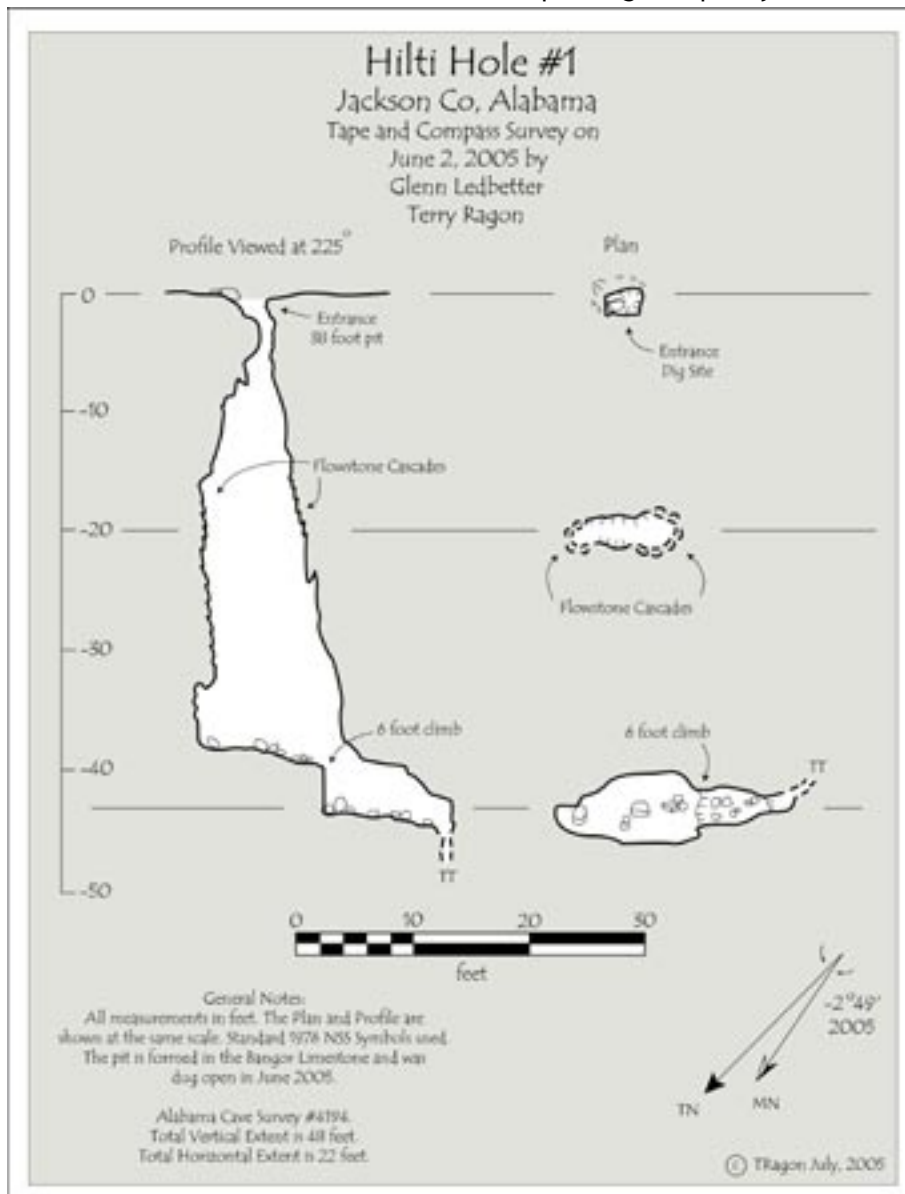 Hilti Hole #1
Jackson Co, Alabama
Tape and Compass Survey on
June 2, 2005 by
Glenn Ledbetter
Terry Ragon
Profile Viewed at 225°
Plan
0
Entrance
38 foot pit
Entrance
Dig Site
-10
Flowstone Cascades
-20
Flowstone Cascades
-30
6 foot climb
6 foot climb
-40
TT
TT
-50
0 10 20 30
feet
General Notes:
All measurements in feet. The Plan and Profile are
shown at the same scale. Standard 1976 NSS Symbols used.
The pit is formed in the Bangor Limestone and was
dug open in June 2005.
-2°49'
2005
TN
MN
Alabama Cave Survey
Total Vertical Extent is 48 feet.
Total Horizontal Extent is 22 feet.
© TRagon July, 2005